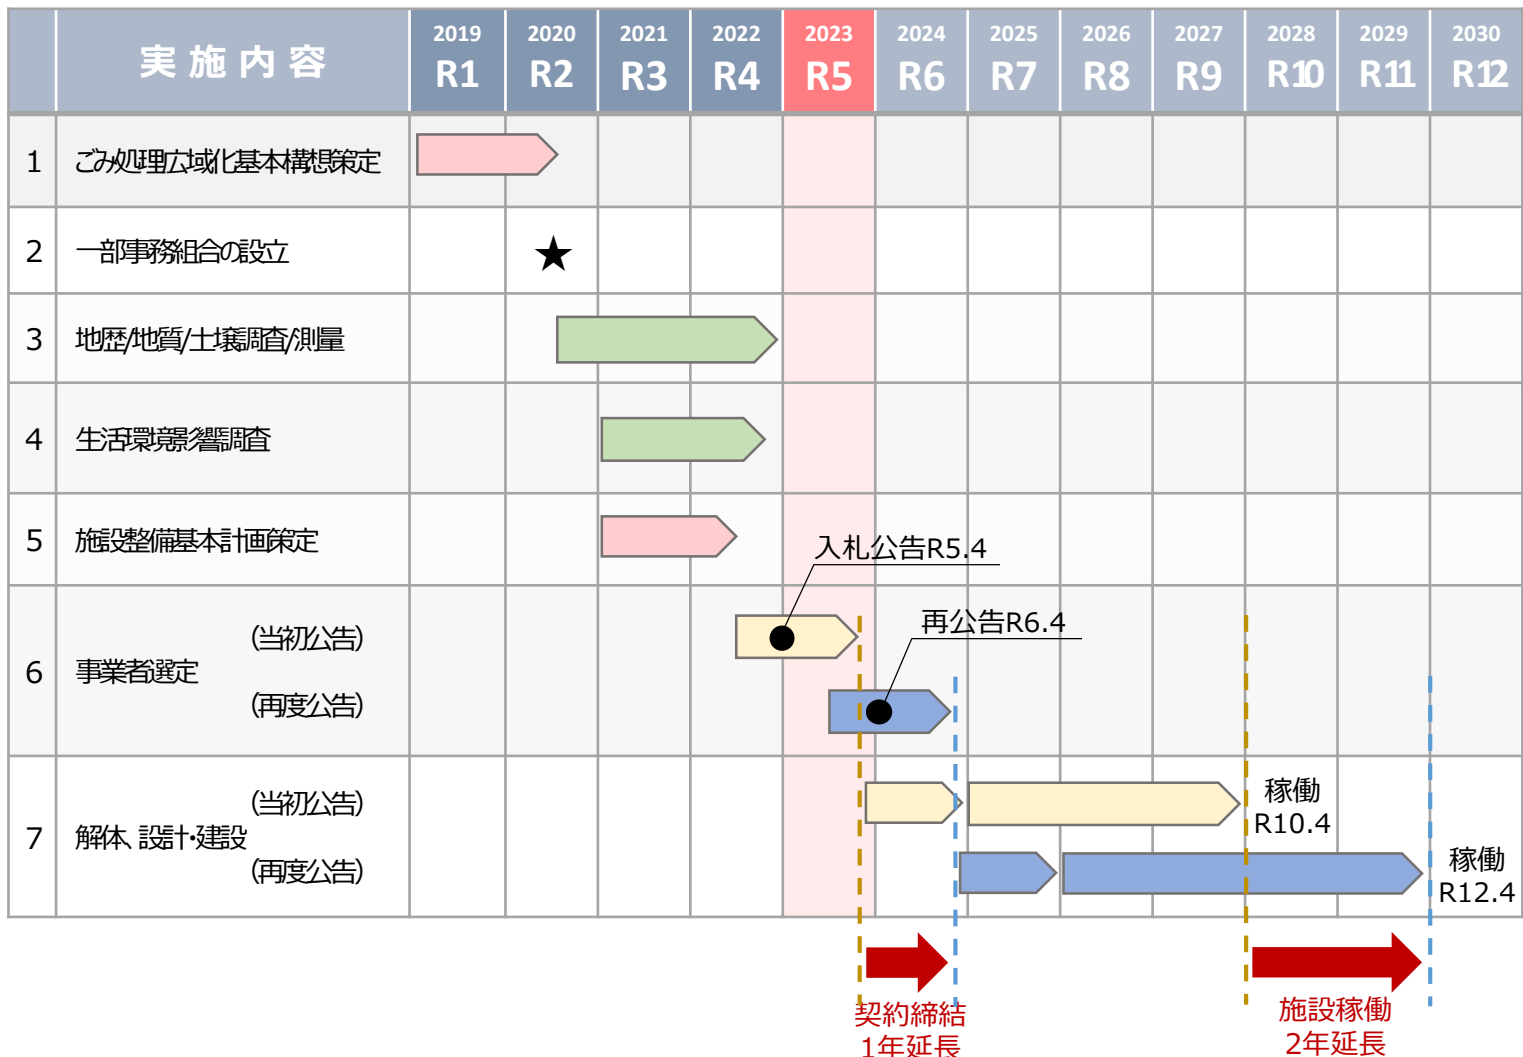 実施内容
2019 2020 2021 2022 2023 2024 2025 2026 2027 2028 2029 2030
R1 R2 R3 R4 R5 R6 R7 R8 R9 R10 R11 R12
1 ごみ処理広域化基本構想策定
2 一部事務組合の設立
★
3 地歴/地質/土壌調査/測量
4 生活環境影響調査
5 施設整備基本計画策定
入札公告R5.4
6 事業者選定
(当初公告)
再公告R6.4
(再度公告)
7 解体、設計・建設
(当初公告)
稼働
R10.4
(再度公告)
稼働
R12.4
契約締結
1年延長
施設稼働
2年延長